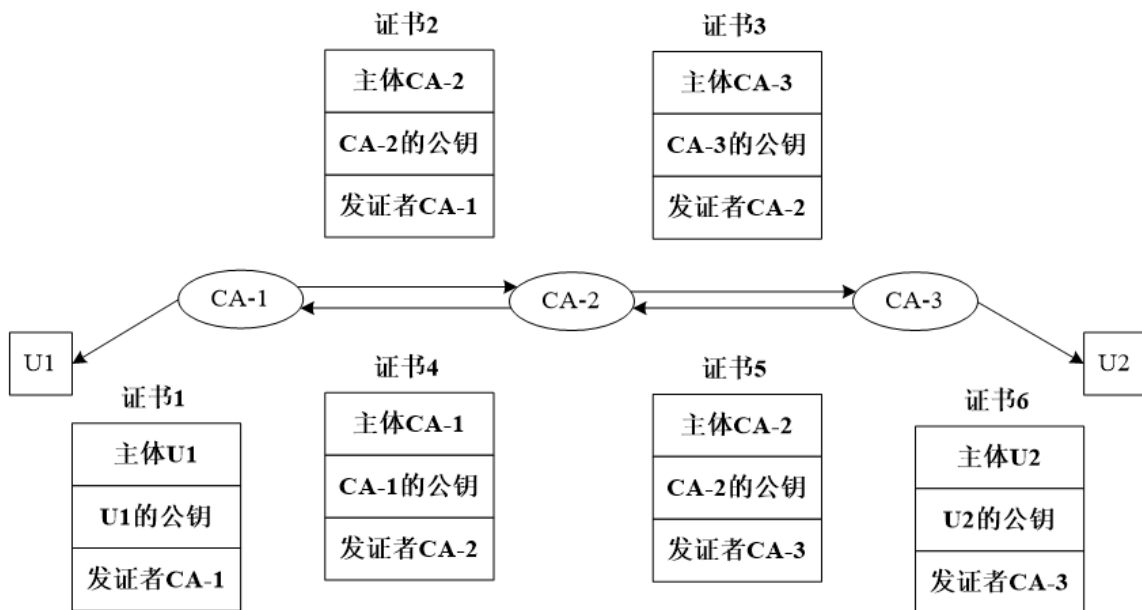 证书2
主体CA-2
CA-2的公钥
发证者CA-1
证书3
主体CA-3
CA-3的公钥
发证者CA-2
CA-1
CA-2
CA-3
U1
U2
证书1
主体U1
U1的公钥
发证者CA-1
证书4
主体CA-1
CA-1的公钥
发证者CA-2
证书5
主体CA-2
CA-2的公钥
发证者CA-3
证书6
主体U2
U2的公钥
发证者CA-3